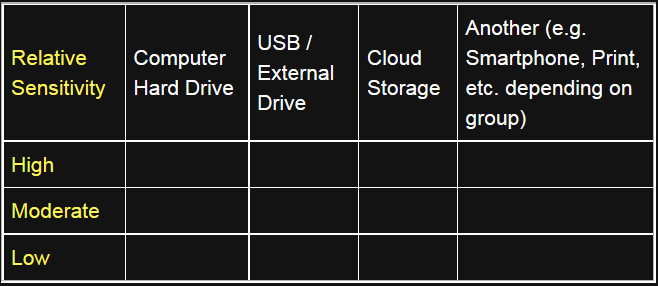 Relative
Sensitivity
Computer
Hard Drive
USB /
External
Drive
Cloud
Storage
Another (e.g.
Smartphone, Print,
etc. depending on
group)
High
Moderate
Low